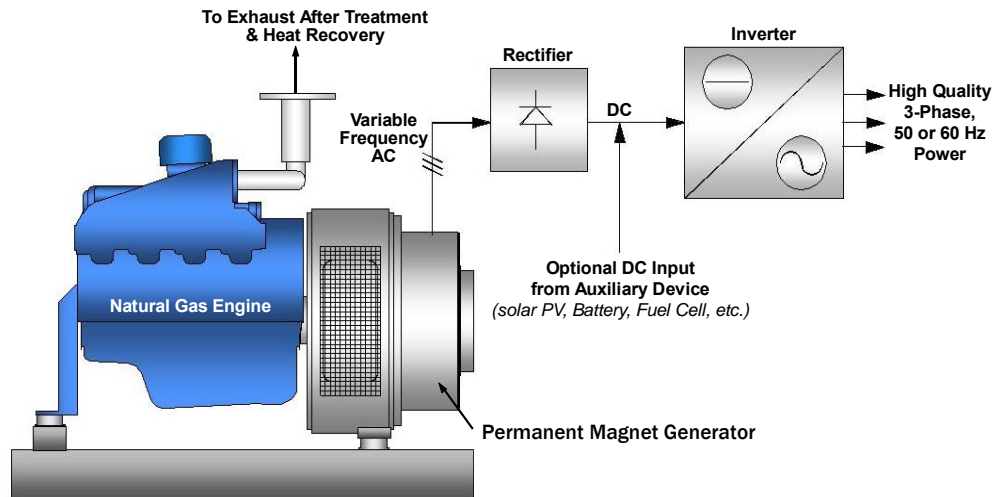 To Exhaust After Treatment
& Heat Recovery
Rectifier
Inverter
Variable
Frequency
AC
DC
High Quality
3-Phase,
50 or 60 Hz
Power
Natural Gas Engine
Optional DC Input
from Auxiliary Device
(solar PV, Battery, Fuel Cell, etc.)
Permanent Magnet Generator